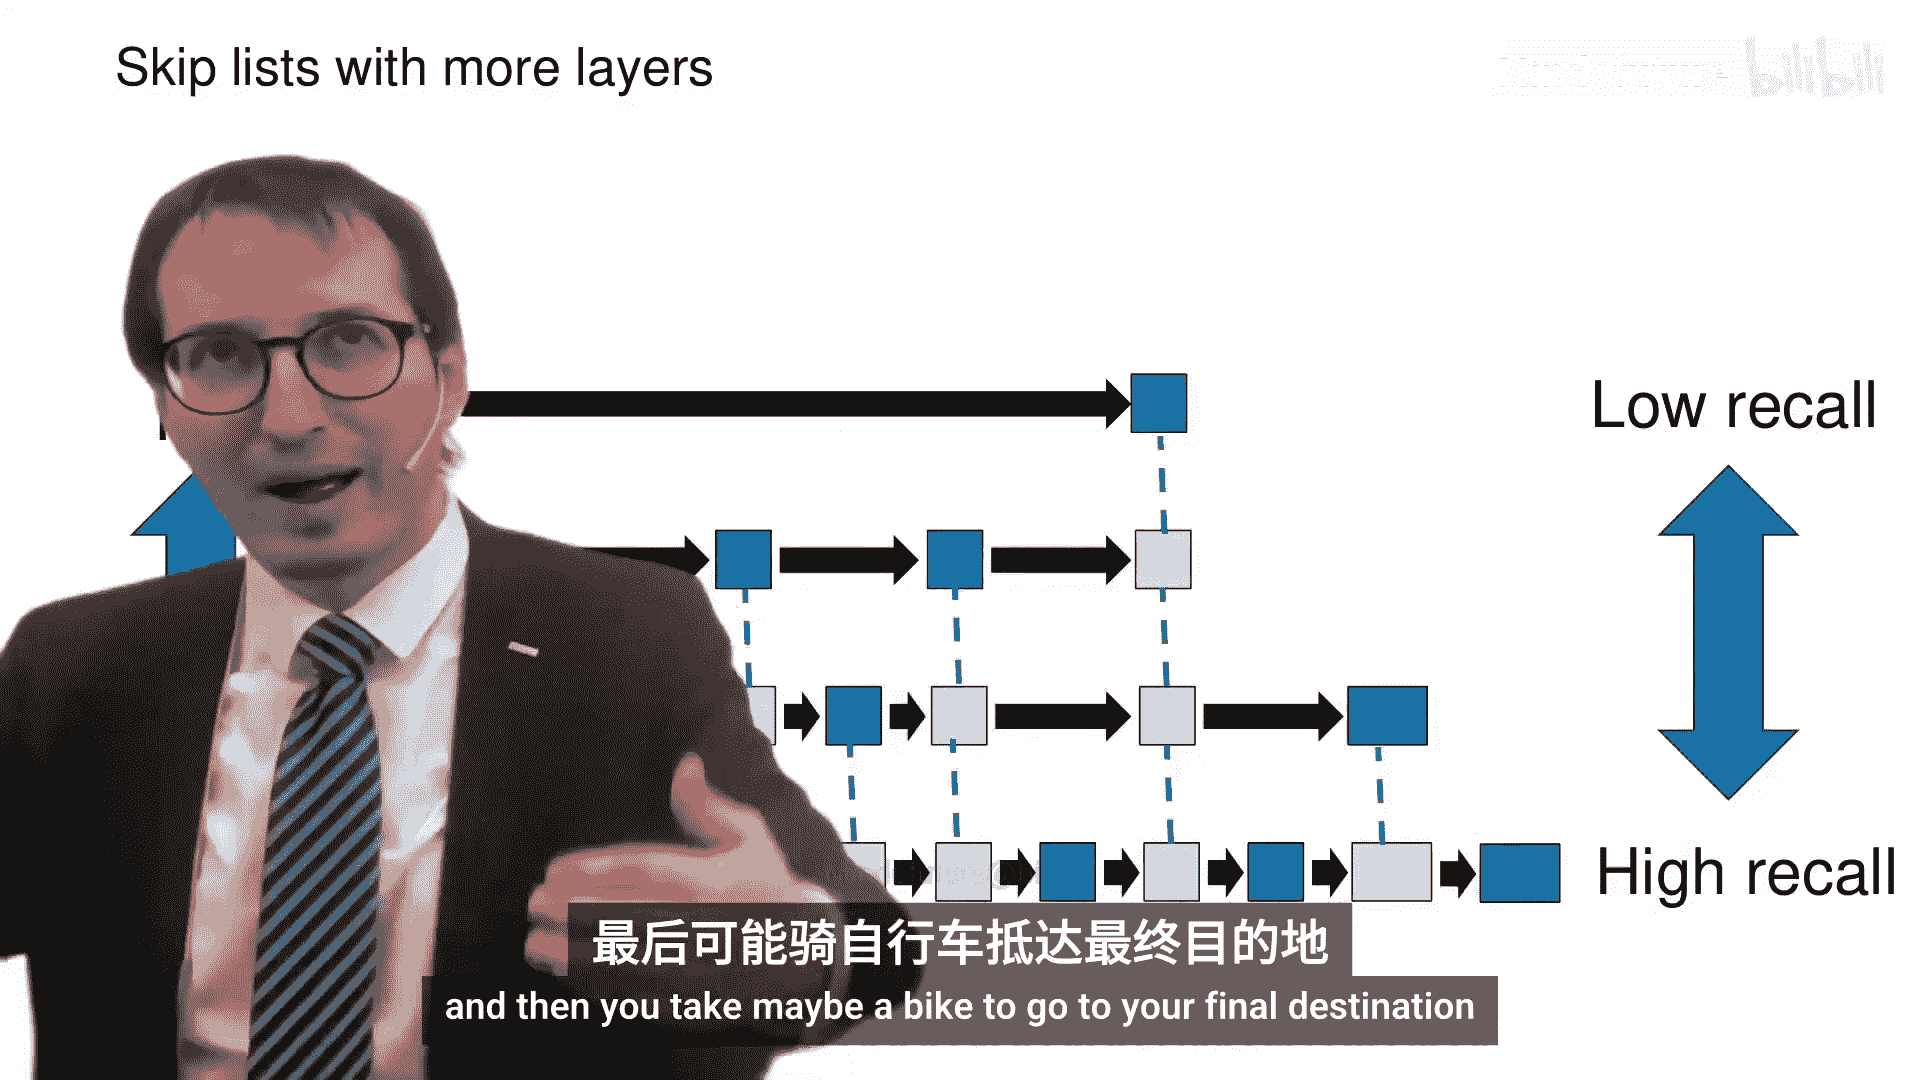 Skip lists with more layers
bilibili
Low recall
High recall
最后可能骑自行车抵达最终目的地
and then you take maybe a bike to go to your final destination